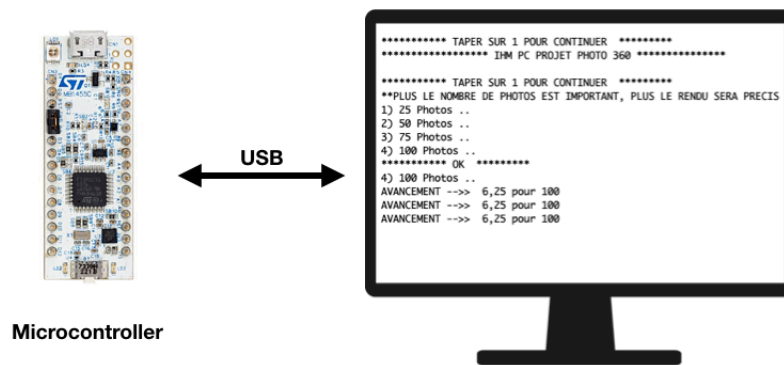 ST
MB1455C
USB
Microcontroller
*********** TAPER SUR 1 POUR CONTINUER *********
****************** IHM PC PROJET PHOTO 360 ***************
*********** TAPER SUR 1 POUR CONTINUER *********
**PLUS LE NOMBRE DE PHOTOS EST IMPORTANT, PLUS LE RENDU SERA PRECIS
1) 25 Photos ..
2) 50 Photos ..
3) 75 Photos ..
4) 100 Photos ..
************ OK *********
4) 100 Photos ..
AVANCEMENT -->> 6,25 pour 100
AVANCEMENT -->> 6,25 pour 100
AVANCEMENT -->> 6,25 pour 100